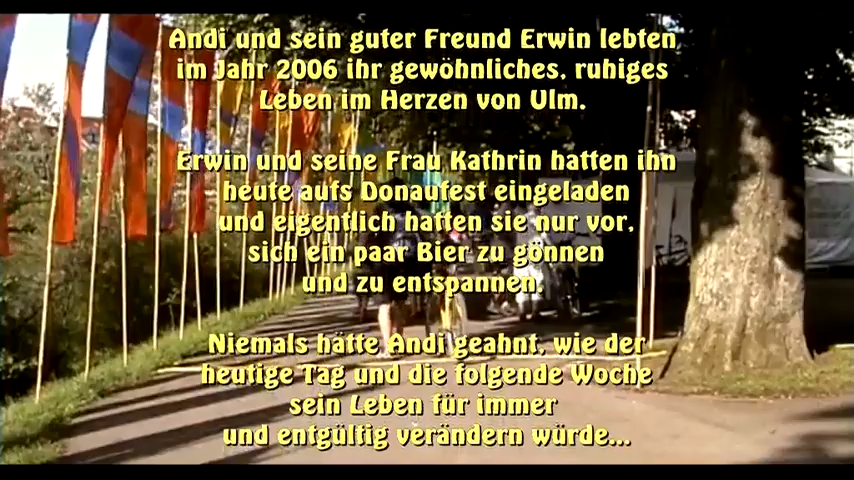 Andi und sein guter Freund Erwin lebten
im Jahr 2006 ihr gewöhnliches, ruhiges
Leben im Herzen von Ulm.
Erwin und seine Frau Kathrin hatten ihn
heute aufs Donaufest eingeladen
und eigentlich hatten sie nur vor,
sich ein paar Bier zu gönnen
und zu entspannen.
Niemals hätte Andi geahnt, wie der
heutige Tag und die folgende Woche
sein Leben für immer
und entgültig verändern würde...